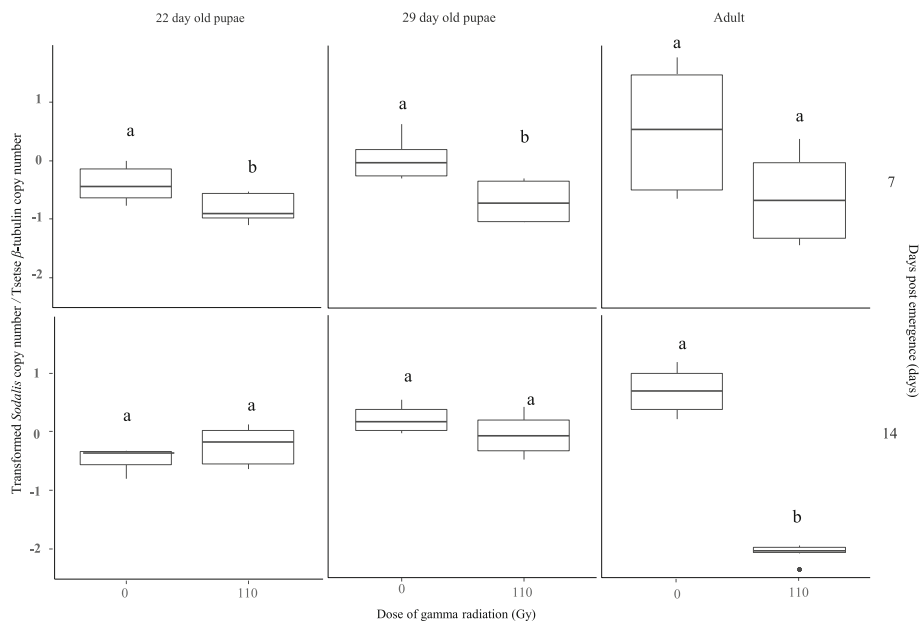 22 day old pupae
29 day old pupae
Adult
Transformed Sodalis copy number / Tsetse β-tubulin copy number
1
0
-1
-2
a
b
a
b
a
a
7
1
0
-1
-2
a
a
a
a
a
b
14
Days post emergence (days)
0
110
0
110
0
110
Dose of gamma radiation (Gy)